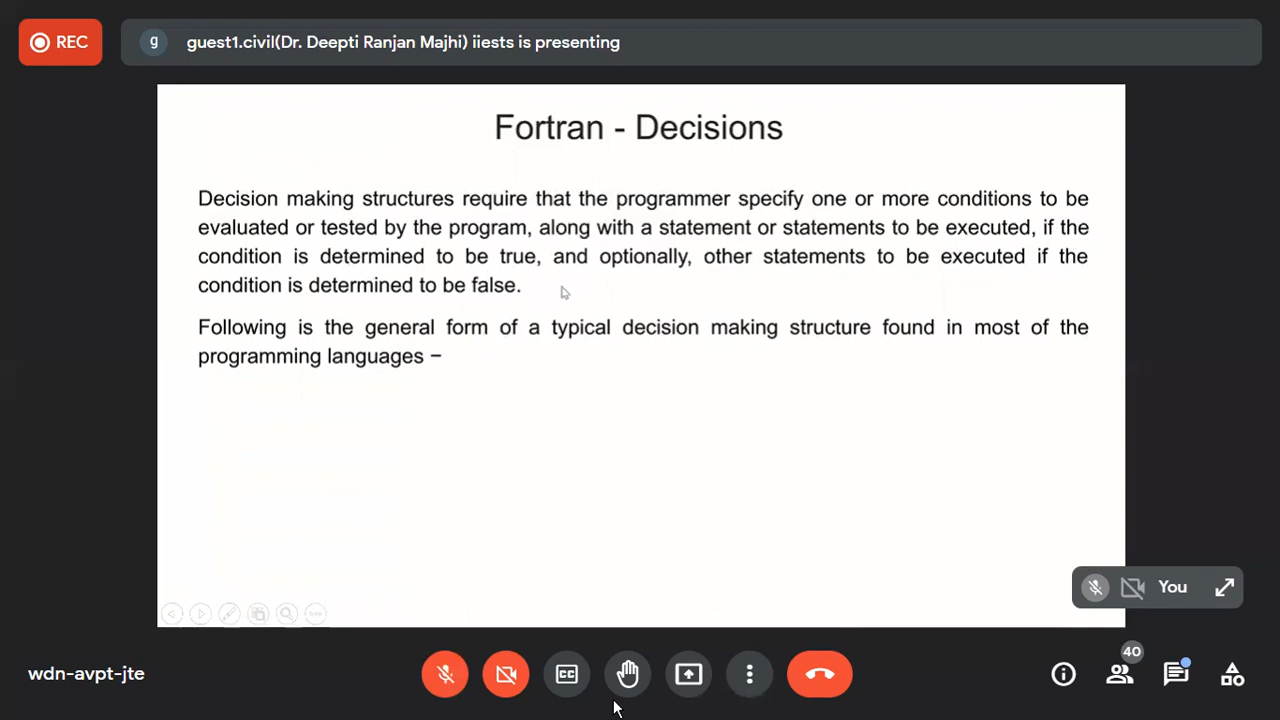 REC
g
guest1.civil(Dr. Deepti Ranjan Majhi) iiests is presenting
Fortran - Decisions
Decision making structures require that the programmer specify one or more conditions to be
evaluated or tested by the program, along with a statement or statements to be executed, if the
condition is determined to be true, and optionally, other statements to be executed if the
condition is determined to be false.
Following is the general form of a typical decision making structure found in most of the
programming languages −
You
wdn-avpt-jte
CC
40